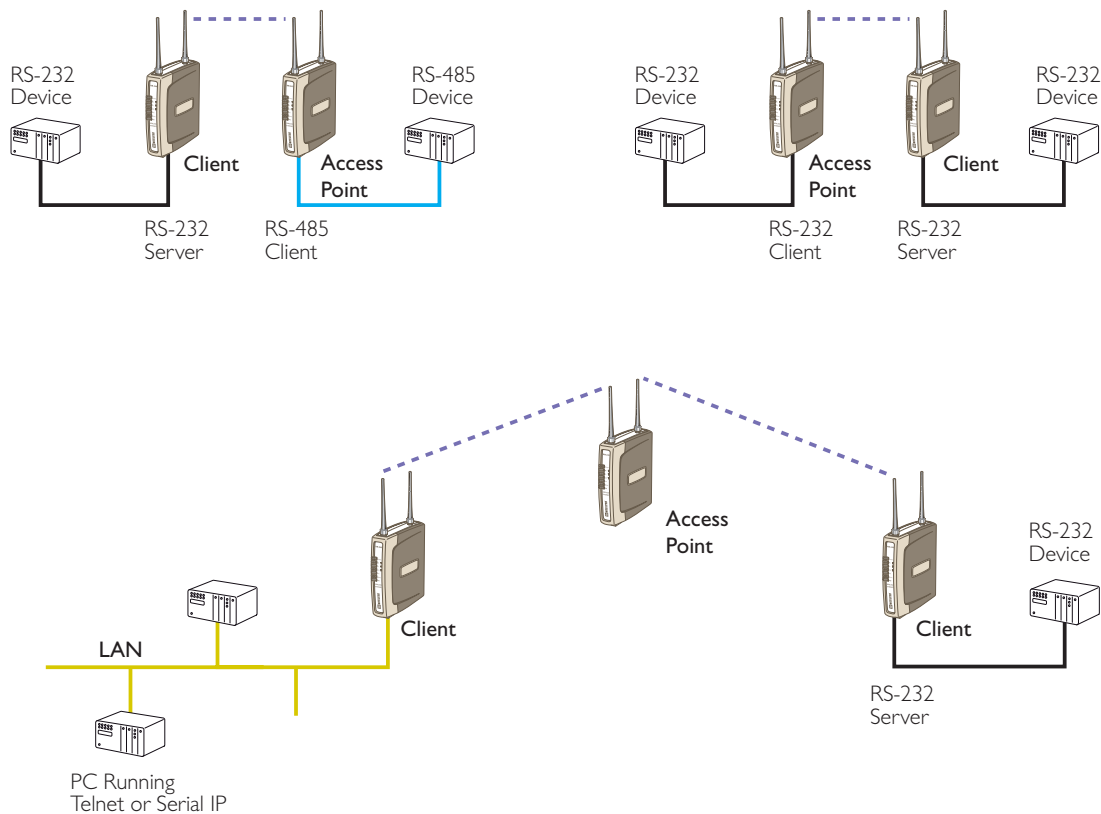 RS-232
Device
Client
RS-232
Server
Access
Point
RS-485
Client
RS-485
Device
RS-232
Device
Access
Point
RS-232
Client
Client
RS-232
Server
RS-232
Device
LAN
PC Running
Telnet or Serial IP
Client
Access
Point
Client
RS-232
Server
RS-232
Device